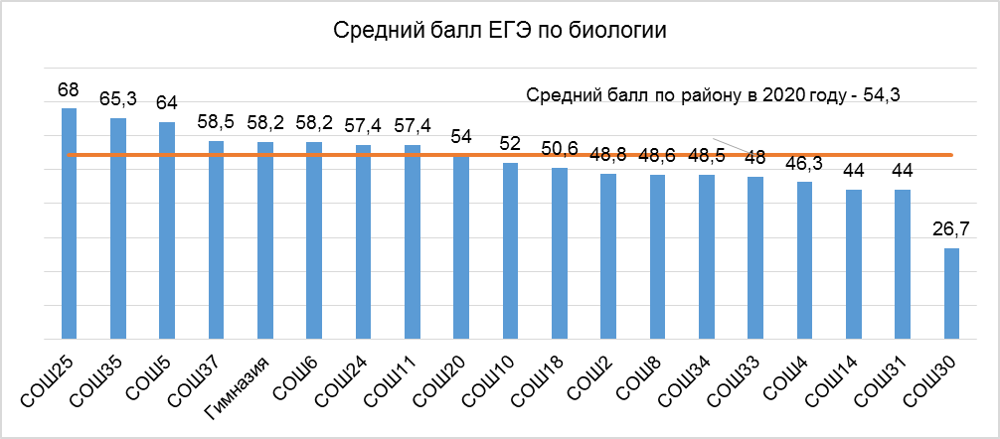 Средний балл ЕГЭ по биологии
Средний балл по району в 2020 году - 54,3
68
65,3
64
58,5
58,2
58,2
57,4
57,4
54
52
50,6
48,8
48,6
48,5
48
46,3
44
44
26,7
СОШ25
СОШ35
СОШ5
СОШ37
Гимназия
СОШ6
СОШ24
СОШ11
СОШ20
СОШ10
СОШ18
СОШ2
СОШ8
СОШ34
СОШ33
СОШ4
СОШ14
СОШ31
СОШ30